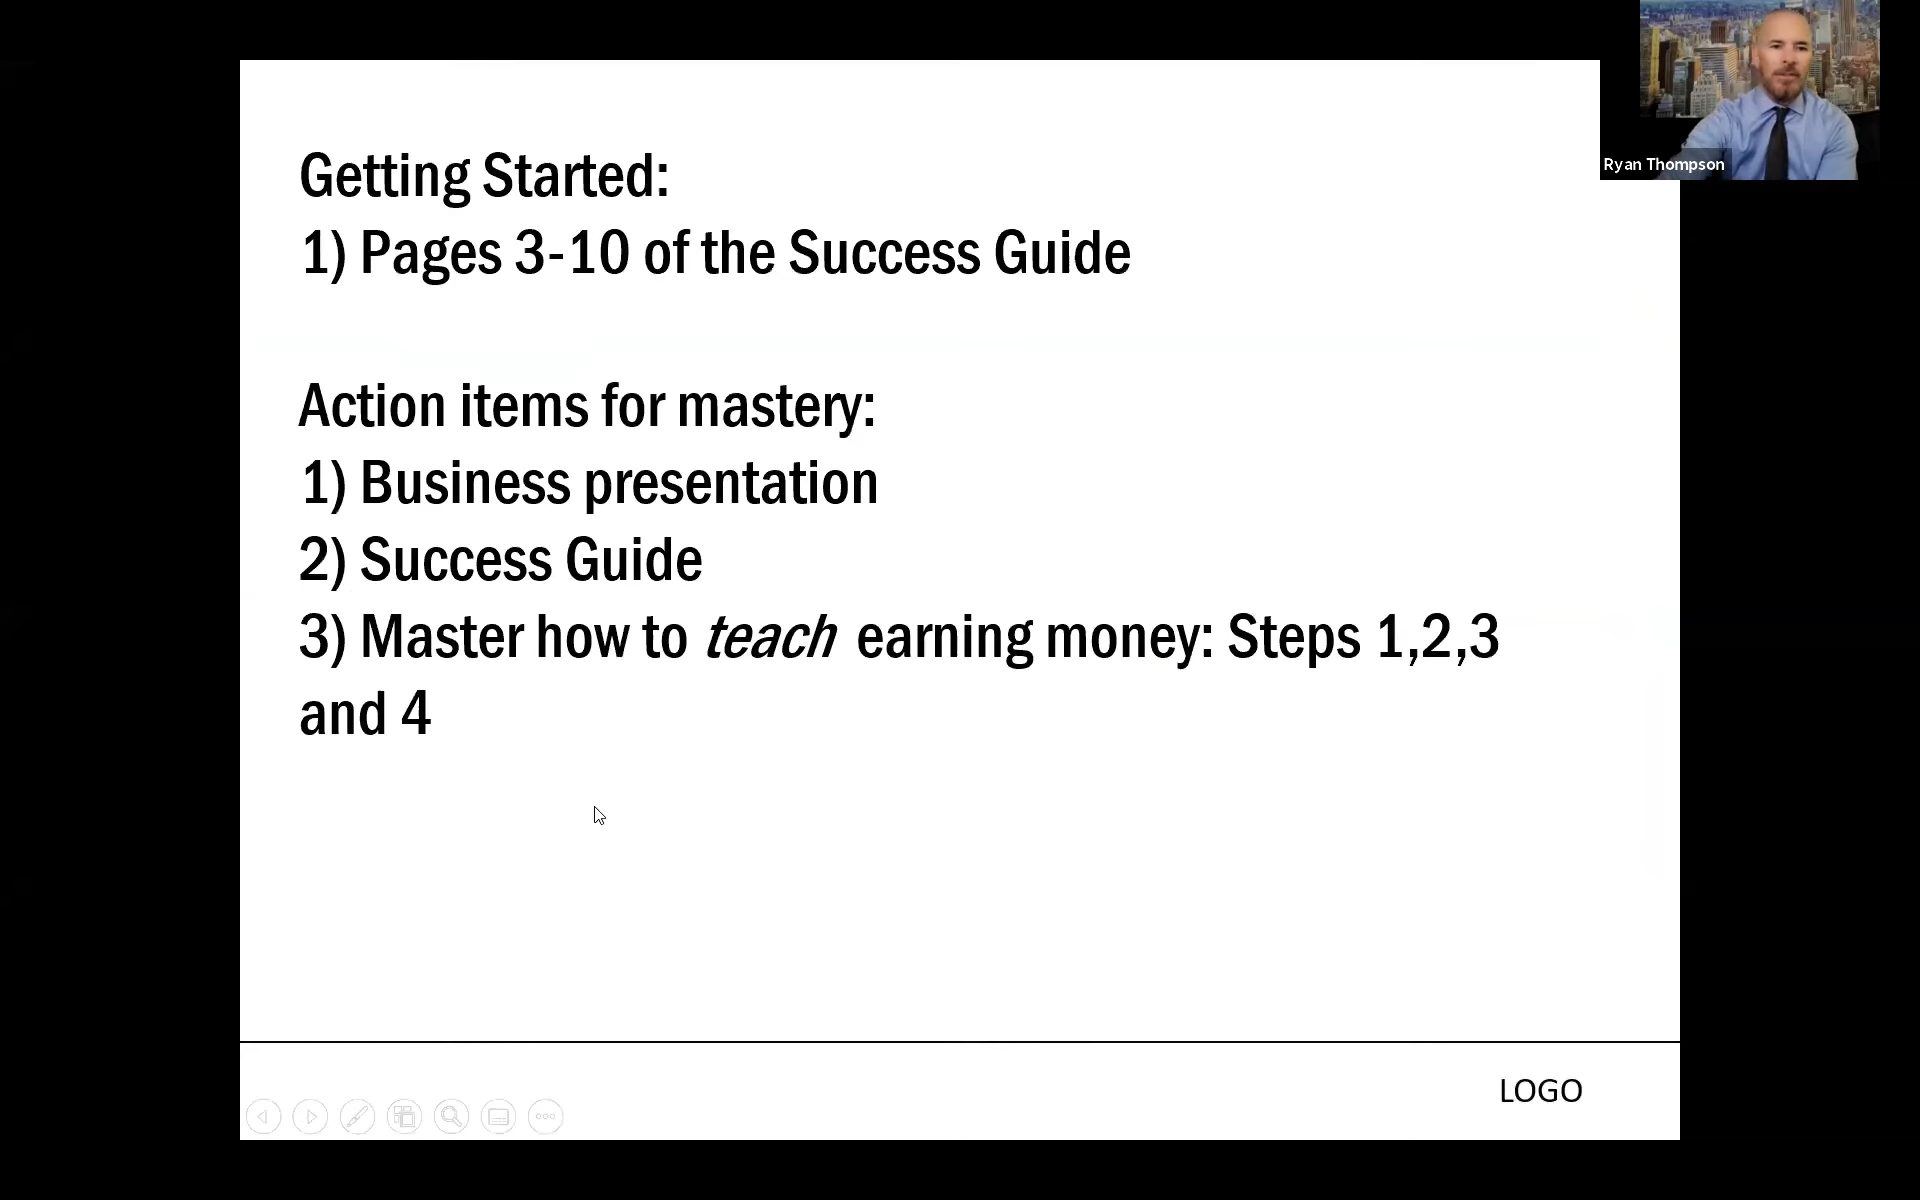 Ryan Thompson
Getting Started:
1) Pages 3-10 of the Success Guide
Action items for mastery:
1) Business presentation
2) Success Guide
3) Master how to teach earning money: Steps 1,2,3
and 4
LOGO